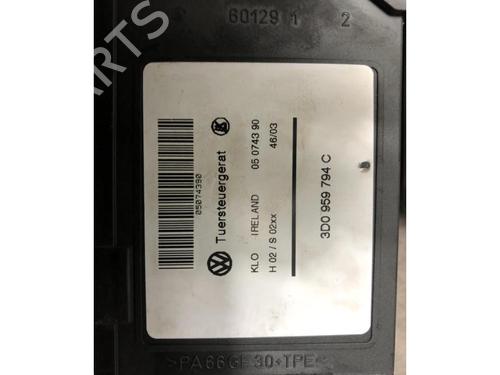 PARTS
60129 1 2
Tuersteuergerat
KLO IRELAND 05 0743 90
H 02 / S 02xx 46/03
3D0 959 794 C
05074390
>PA66GF30+TPE<